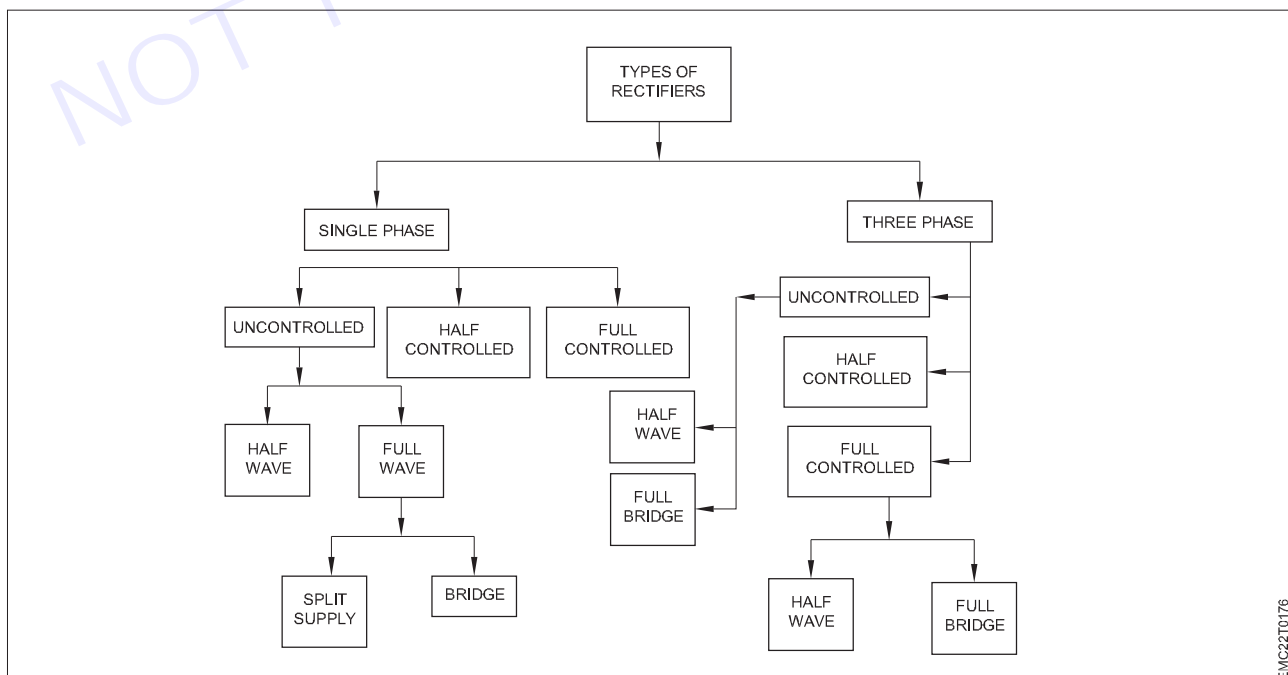 NOT
TYPES OF
RECTIFIERS
SINGLE PHASE
THREE PHASE
UNCONTROLLED
HALF
CONTROLLED
FULL
CONTROLLED
UNCONTROLLED
HALF
CONTROLLED
HALF
WAVE
FULL
WAVE
HALF
WAVE
FULL
BRIDGE
FULL
CONTROLLED
SPLIT
SUPPLY
BRIDGE
HALF
WAVE
FULL
BRIDGE